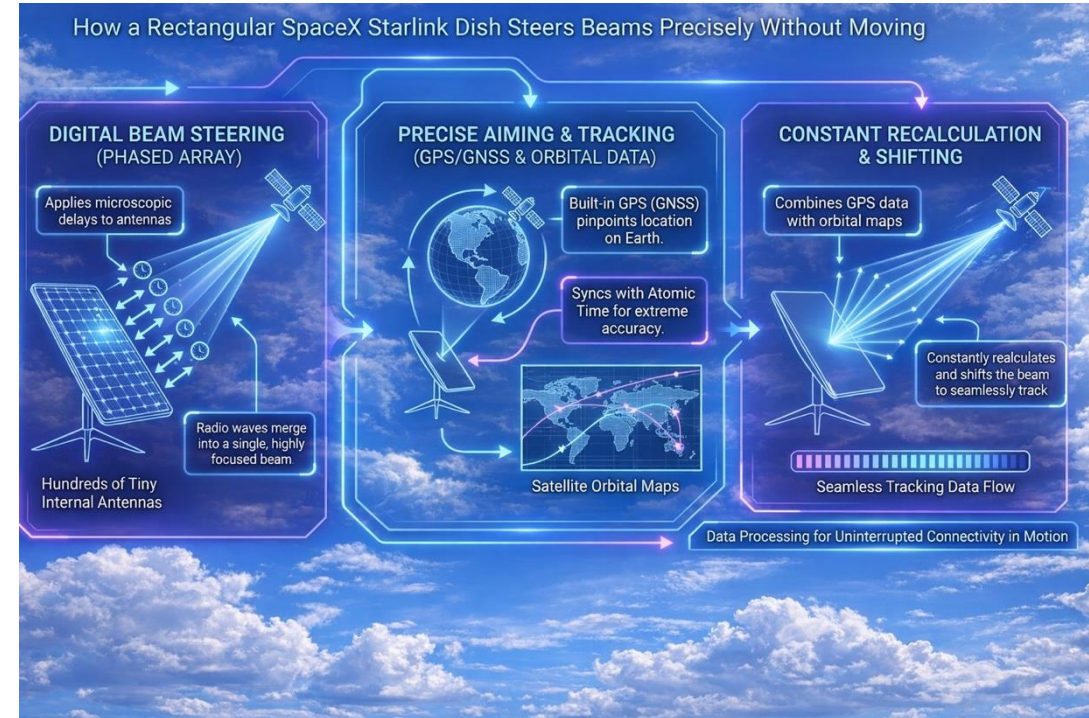 How a Rectangular SpaceX Starlink Dish Steers Beams Precisely Without Moving
DIGITAL BEAM STEERING
(PHASED ARRAY)
Applies microscopic
delays to antennas
Radio waves merge
into a single, highly
focused beam.
Hundreds of Tiny
Internal Antennas
PRECISE AIMING & TRACKING
(GPS/GNSS & ORBITAL DATA)
Built-in GPS (GNSS)
pinpoints location
on Earth.
Syncs with Atomic
Time for extreme
accuracy.
Satellite Orbital Maps
CONSTANT RECALCULATION
& SHIFTING
Combines GPS data
with orbital maps
Constantly realculates
and shifts the beam
to seamlessly track
Seamless Tracking Data Flow
Data Processing for Uninterrupted Connectivity in Motion